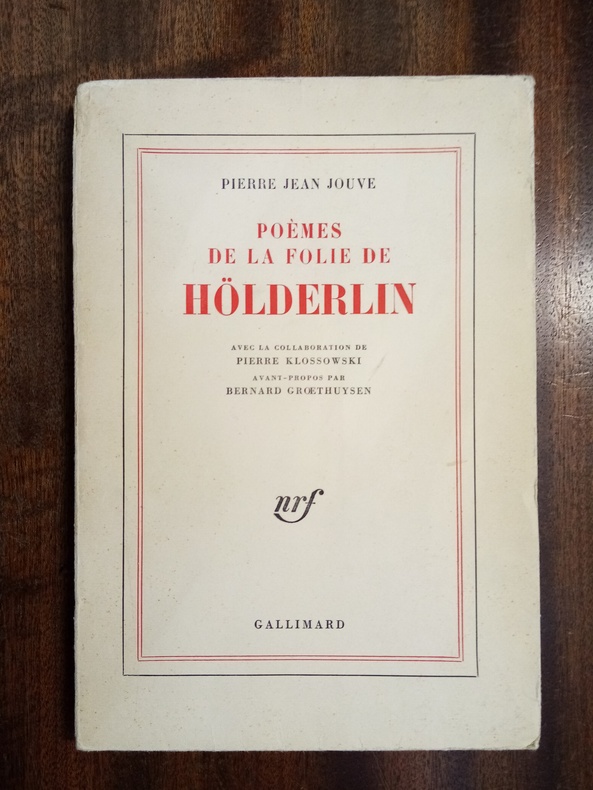 PIERRE JEAN JOUVE
POÈMES
DE LA FOLIE DE
HÖLDERLIN
AVEC LA COLLABORATION DE
PIERRE KLOSSOWSKI
AVANT-PROPOS PAR
BERNARD GRŒTHUYSEN
nrf
GALLIMARD